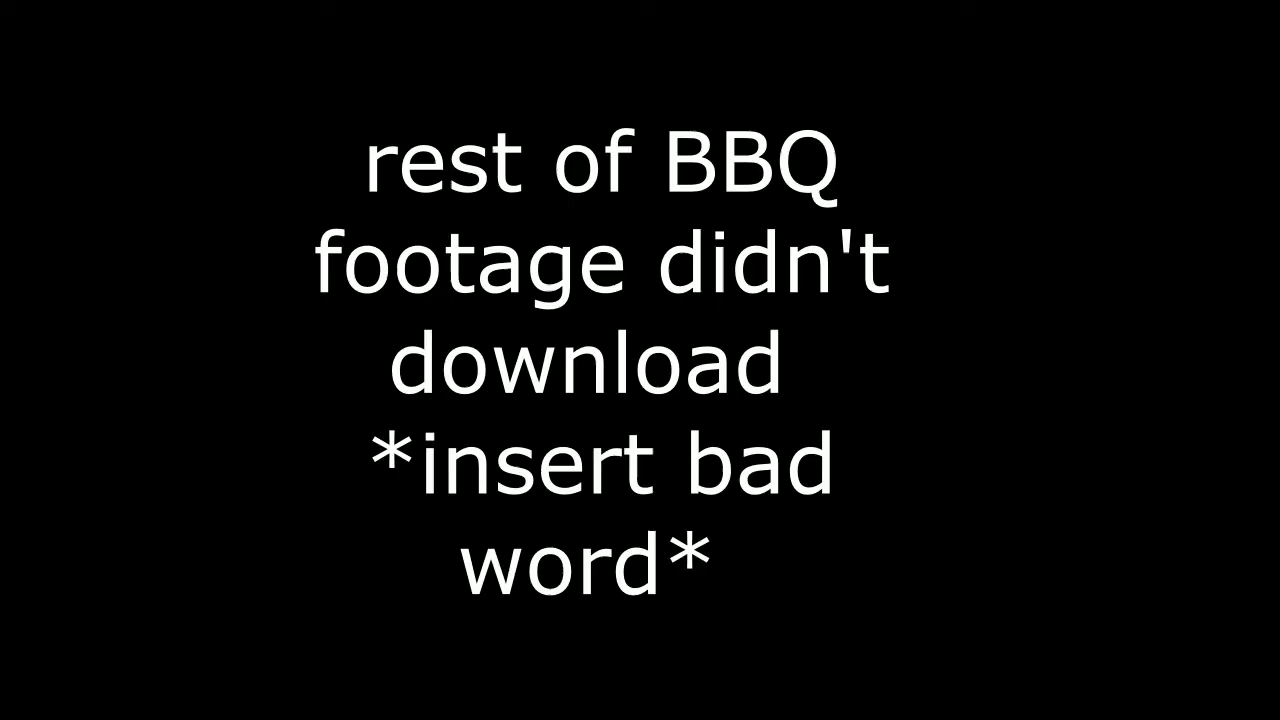 rest of BBQ
footage didn't
download
*insert bad
word*